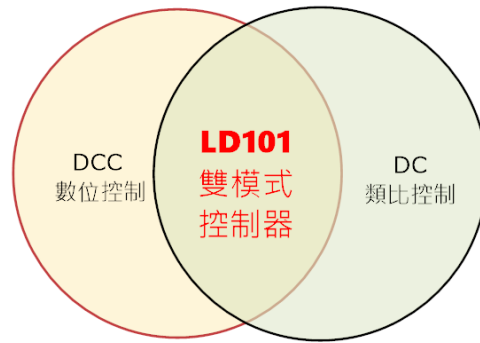 DCC
數位控制
LD101
雙模式
控制器
DC
類比控制